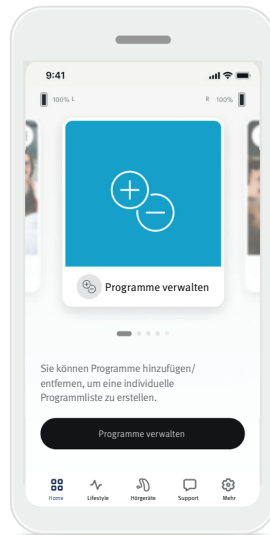 9:41
100% L
R 100%
Programme verwalten
Sie können Programme hinzufügen/
entfernen, um eine individuelle
Programmliste zu erstellen.
Programme verwalten
Home Lifestyle Hörgeräte Support Mehr